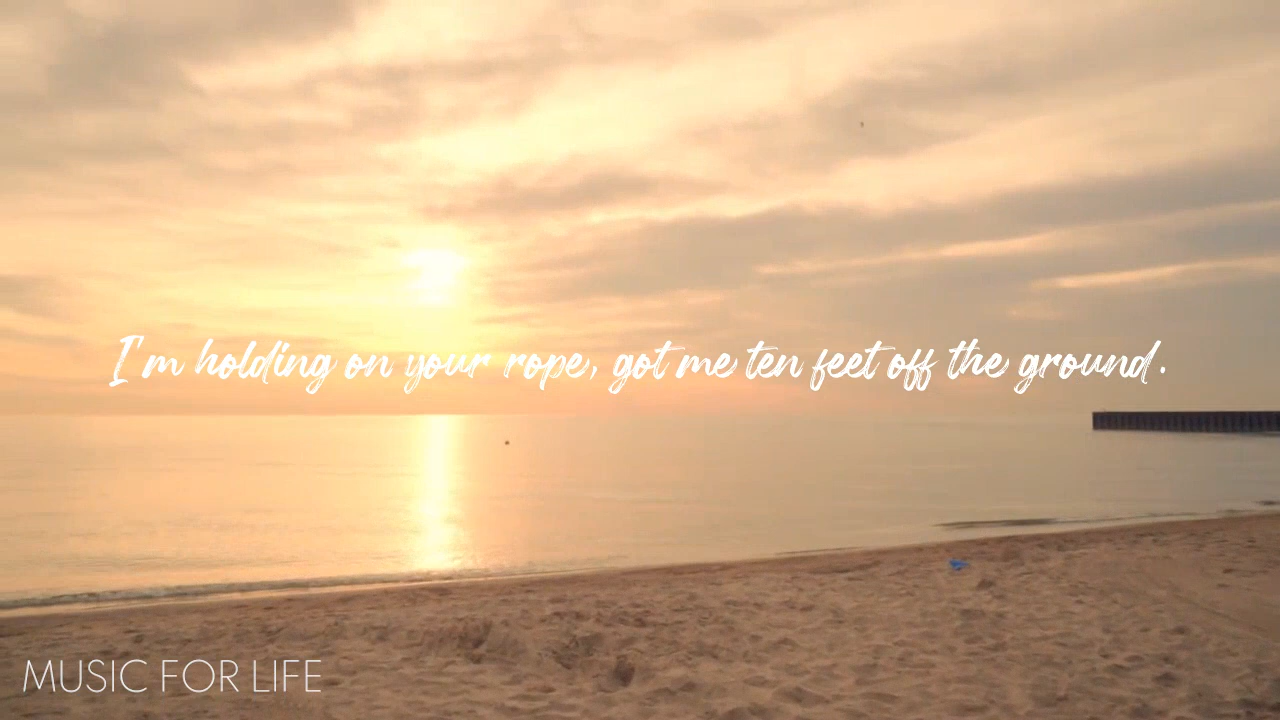 I'm holding on your rope, got me ten feet off the ground.
MUSIC FOR LIFE